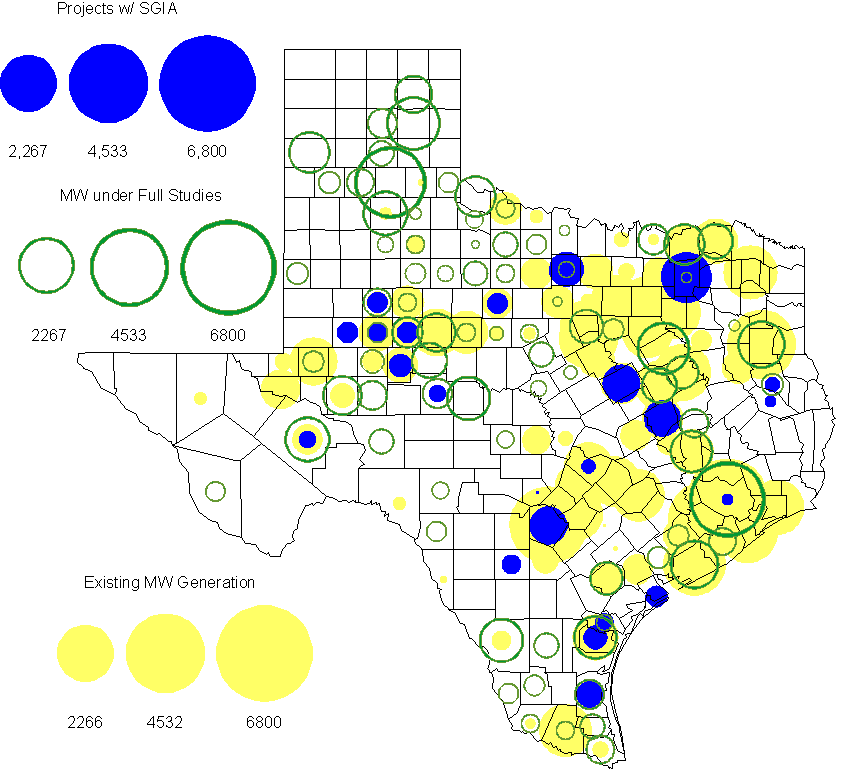 Projects w/ SGIA
2,267 4,533 6,800
MW under Full Studies
2267 4533 6800
Existing MW Generation
2266 4532 6800